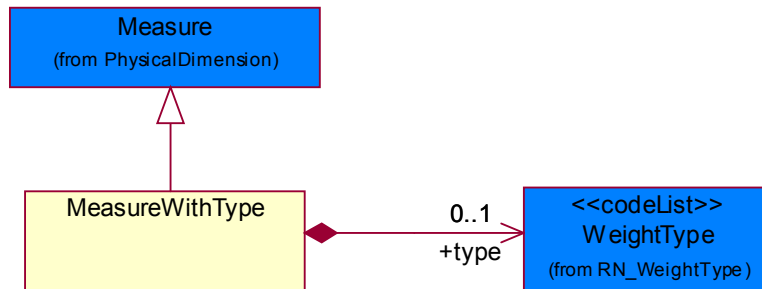 Measure
(from PhysicalDimension)
MeasureWithType
0..1
+type
<<codeList>>
WeightType
(from RN_WeightType)